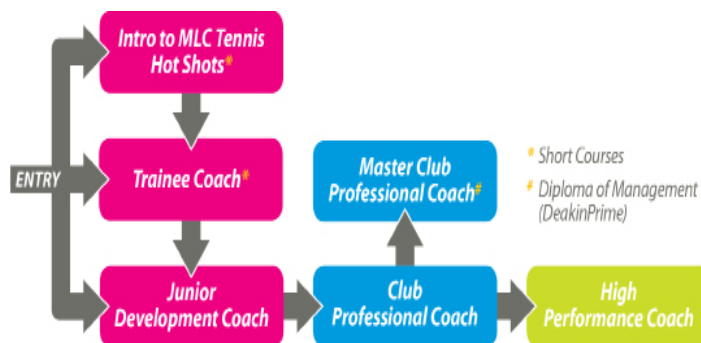 Intro to MLC Tennis
Hot Shots*
ENTRY
Trainee Coach*
Master Club
Professional Coach#
* Short Courses
# Diploma of Management
(DeakinPrime)
Junior
Development Coach
Club
Professional Coach
High
Performance Coach